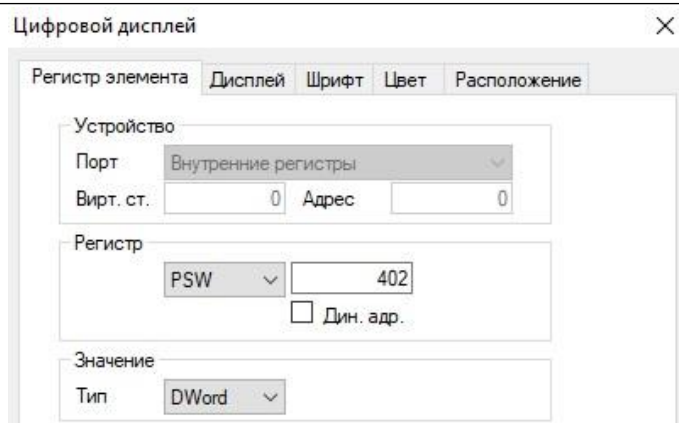 Цифровой дисплей
Регистр элемента Дисплей Шрифт Цвет Расположение
Устройство
Порт Внутренние регистры
Вирт. ст. 0 Адрес 0
Регистр
PSW 402
Дин. адр.
Значение
Тип DWord